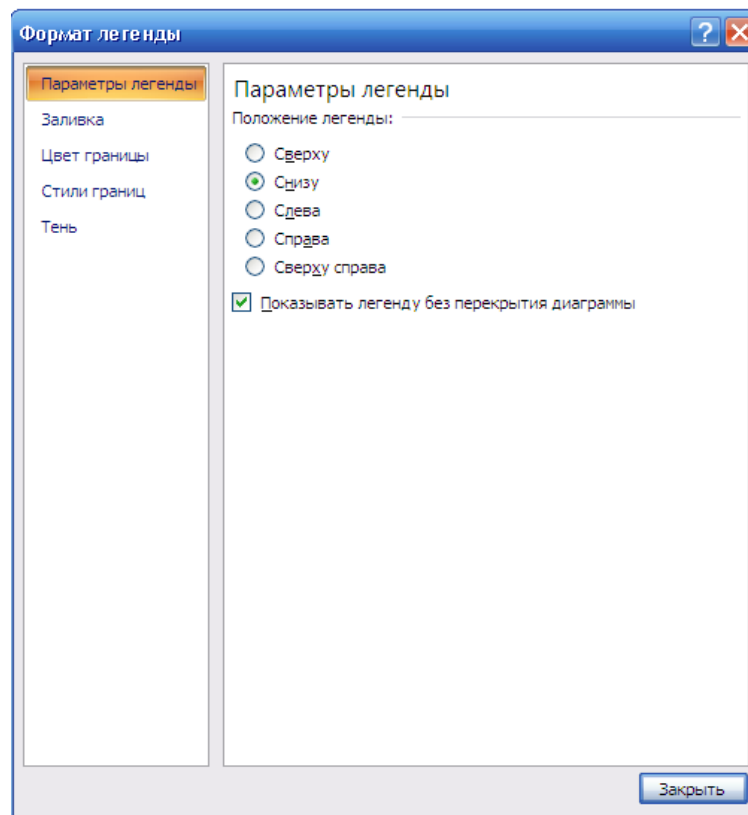 Формат легенды
?
Параметры легенды
Заливка
Цвет границы
Стили границ
Тень
Параметры легенды
Положение легенды:
Сверху
Снизу
Слева
Справа
Сверху справа
Показывать легенду без перекрытия диаграммы
Закрыть